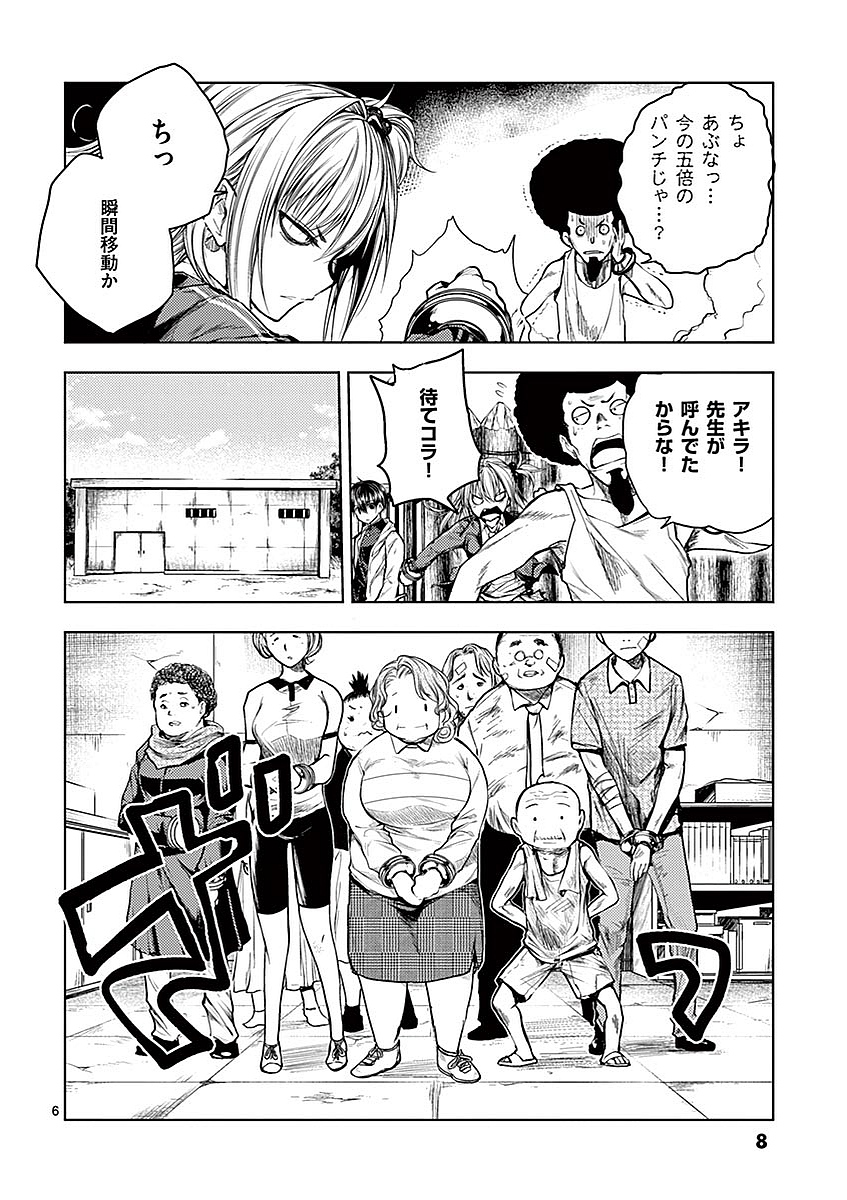 ちょ
あぶなっ…
今の五倍の
パンチじゃ…？
ちっ
瞬間移動か
アキラ！
先生が
呼んでた
からな！
待てコラ！
6
8